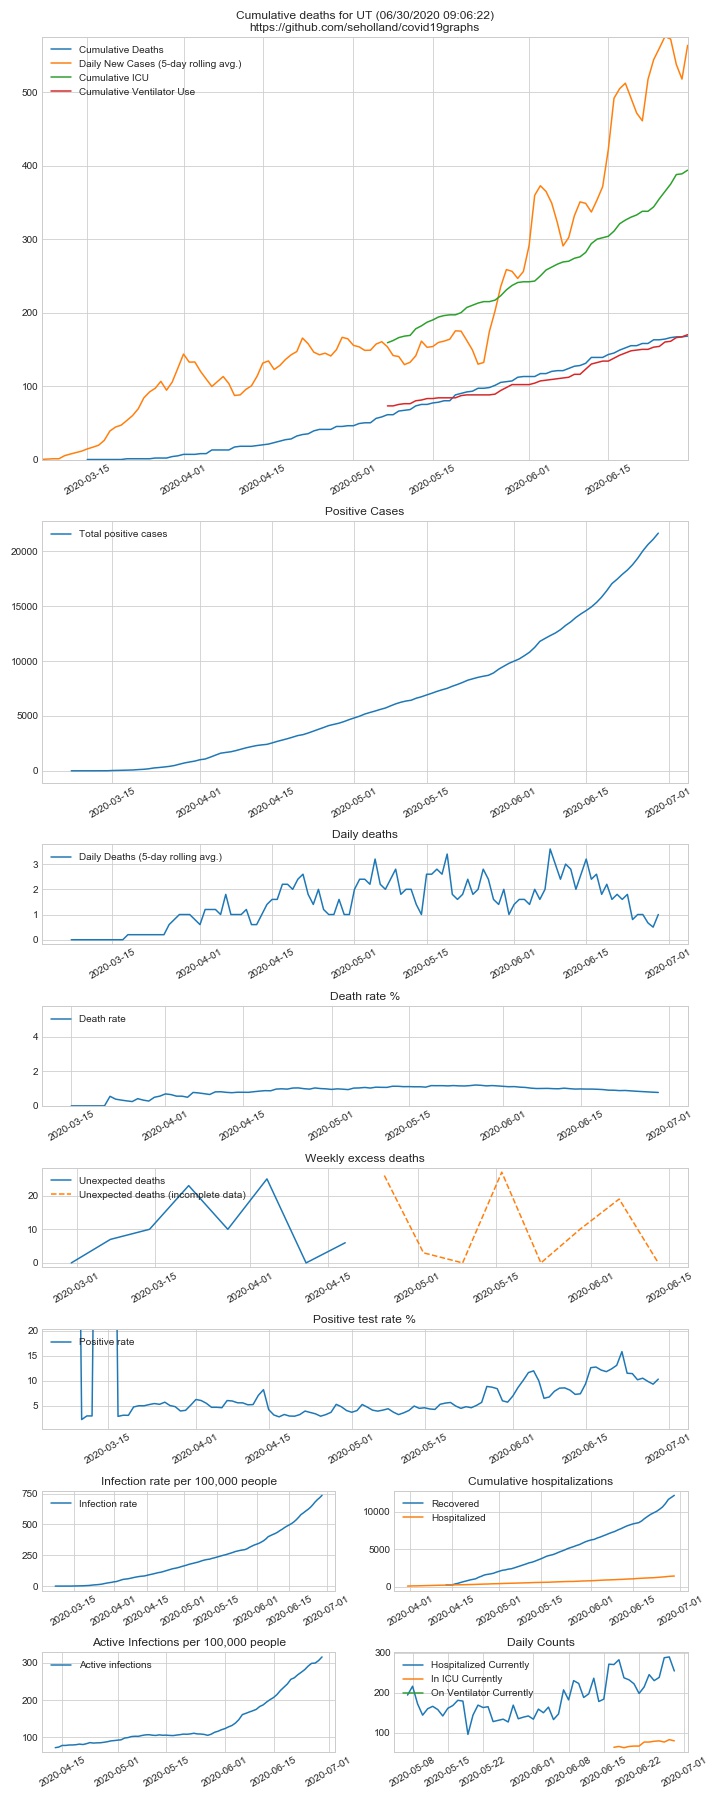 Cumulative deaths for UT (06/30/2020 09:06:22)
https://github.com/seholland/covid19graphs
Cumulative Deaths
Daily New Cases (5-day rolling avg.)
Cumulative ICU
Cumulative Ventilator Use
500
400
300
200
100
0
2020-03-15 2020-04-01 2020-04-15 2020-05-01 2020-05-15 2020-06-01 2020-06-15
Positive Cases
Total positive cases
20000
15000
10000
5000
0
2020-03-15 2020-04-01 2020-04-15 2020-05-01 2020-05-15 2020-06-01 2020-06-15 2020-07-01
Daily deaths
Daily Deaths (5-day rolling avg.)
3
2
1
0
2020-03-15 2020-04-01 2020-04-15 2020-05-01 2020-05-15 2020-06-01 2020-06-15 2020-07-01
Death rate %
Death rate
4
2
0
2020-03-15 2020-04-01 2020-04-15 2020-05-01 2020-05-15 2020-06-01 2020-06-15 2020-07-01
Weekly excess deaths
Unexpected deaths
Unexpected deaths (incomplete data)
20
10
0
2020-03-01 2020-03-15 2020-04-01 2020-04-15 2020-05-01 2020-05-15 2020-06-01 2020-06-15
Positive test rate %
Positive rate
20
15
10
5
2020-03-15 2020-04-01 2020-04-15 2020-05-01 2020-05-15 2020-06-01 2020-06-15 2020-07-01
Infection rate per 100,000 people
Infection rate
750
500
250
0
2020-03-15 2020-04-01 2020-04-15 2020-05-01 2020-05-15 2020-06-01 2020-06-15 2020-07-01
Cumulative hospitalizations
Recovered
Hospitalized
10000
5000
0
2020-04-01 2020-04-15 2020-05-01 2020-05-15 2020-06-01 2020-06-15 2020-07-01
Active Infections per 100,000 people
Active infections
300
200
100
2020-04-15 2020-05-01 2020-05-15 2020-06-01 2020-06-15 2020-07-01
Daily Counts
Hospitalized Currently
In ICU Currently
On Ventilator Currently
300
200
100
2020-05-08 2020-05-15 2020-05-22 2020-06-01 2020-06-08 2020-06-15 2020-06-22 2020-07-01